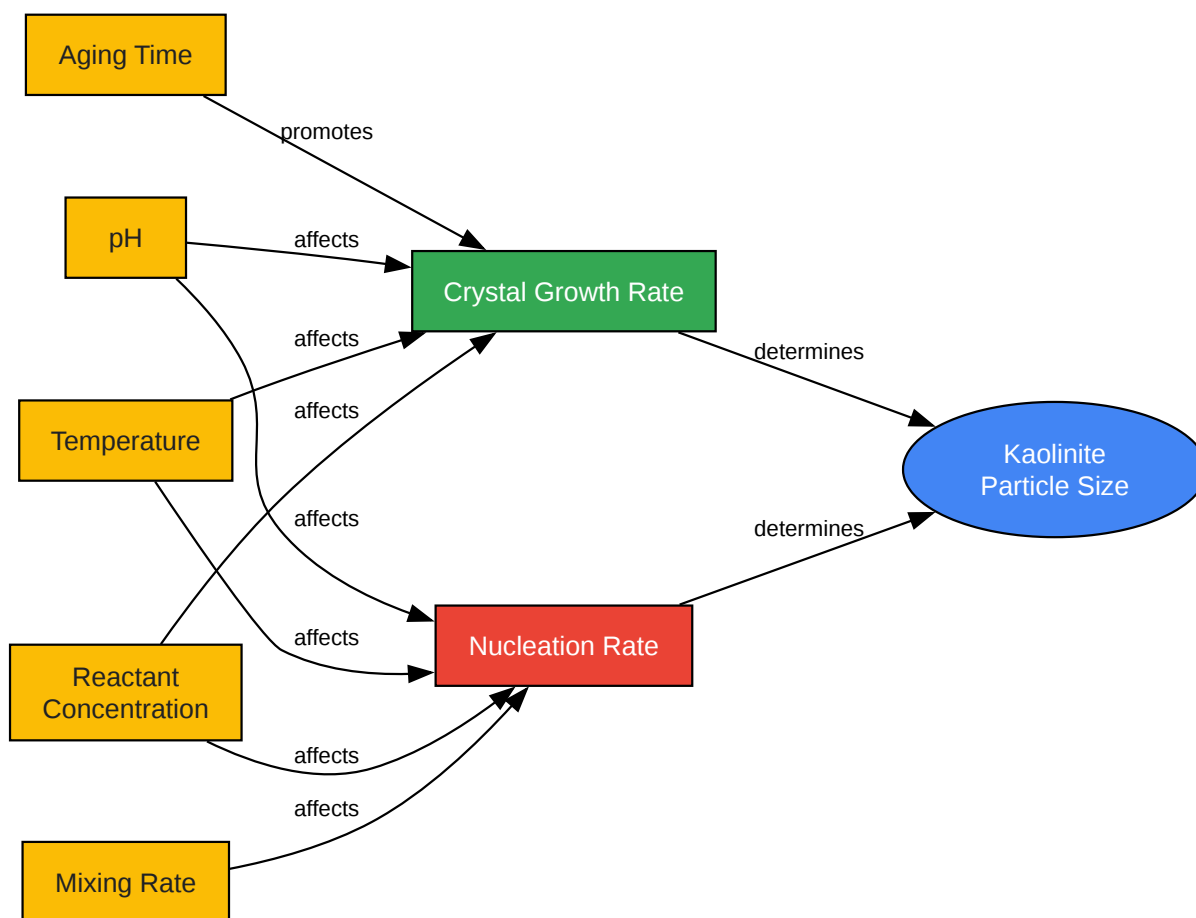 Aging Time
promotes
pH
affects
Crystal Growth Rate
affects
determines
affects
Temperature
Kaolinite
Particle Size
affects
determines
affects
Nucleation Rate
Reactant
Concentration
affects
affects
Mixing Rate